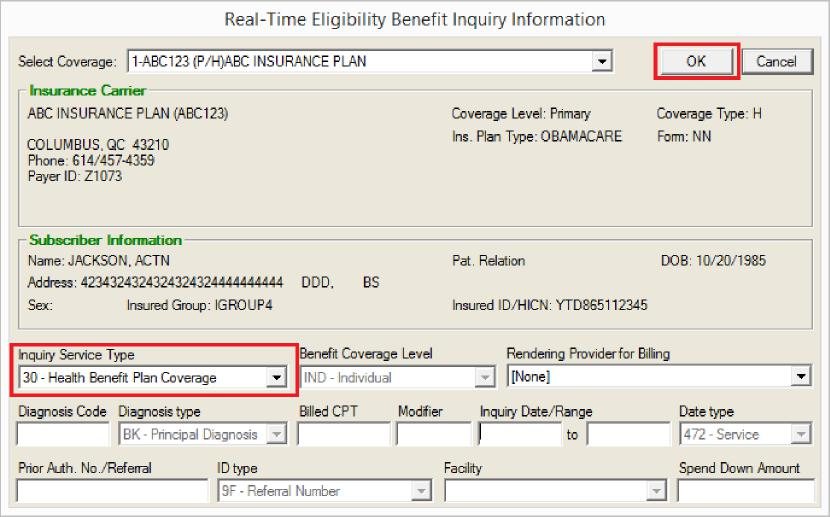 Real-Time Eligibility Benefit Inquiry Information
Select Coverage: 1-ABC123 (P/H)ABC INSURANCE PLAN OK Cancel
Insurance Carrier
ABC INSURANCE PLAN (ABC123) Coverage Level: Primary Coverage Type: H
Ins. Plan Type: OBAMACARE Form: NN
COLUMBUS, QC 43210
Phone: 614/457-4359
Payer ID: Z1073
Subscriber Information
Name: JACKSON, ACTN Pat. Relation DOB: 10/20/1985
Address: 4234324324324324324444444444 DDD, BS
Sex: Insured Group: IGROUP4 Insured ID/HICN: YTD865112345
Inquiry Service Type Benefit Coverage Level Rendering Provider for Billing
30 - Health Benefit Plan Coverage IND - Individual [None]
Diagnosis Code Diagnosis type Billed CPT Modifier Inquiry Date/Range Date type
BK - Principal Diagnosis to 472 - Service
Prior Auth. No./Referral ID type Facility Spend Down Amount
9F - Referral Number